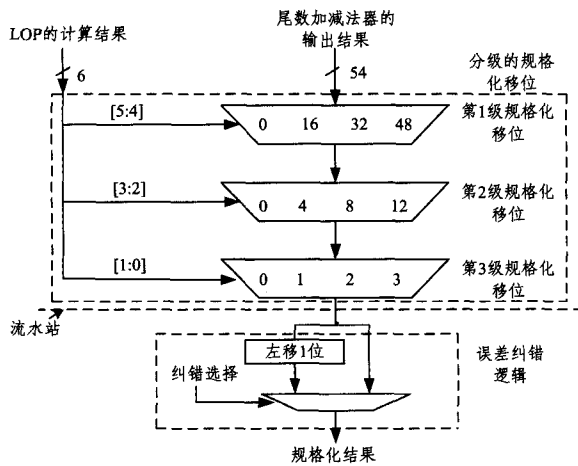 LOP的计算结果
尾数加减法器的
输出结果
6
54
分级的规格
化移位
[5:4]
0 16 32 48
第1级规格化
移位
[3:2]
0 4 8 12
第2级规格化
移位
[1:0]
0 1 2 3
第3级规格化
移位
流水站
左移1位
误差纠错
逻辑
纠错选择
规格化结果